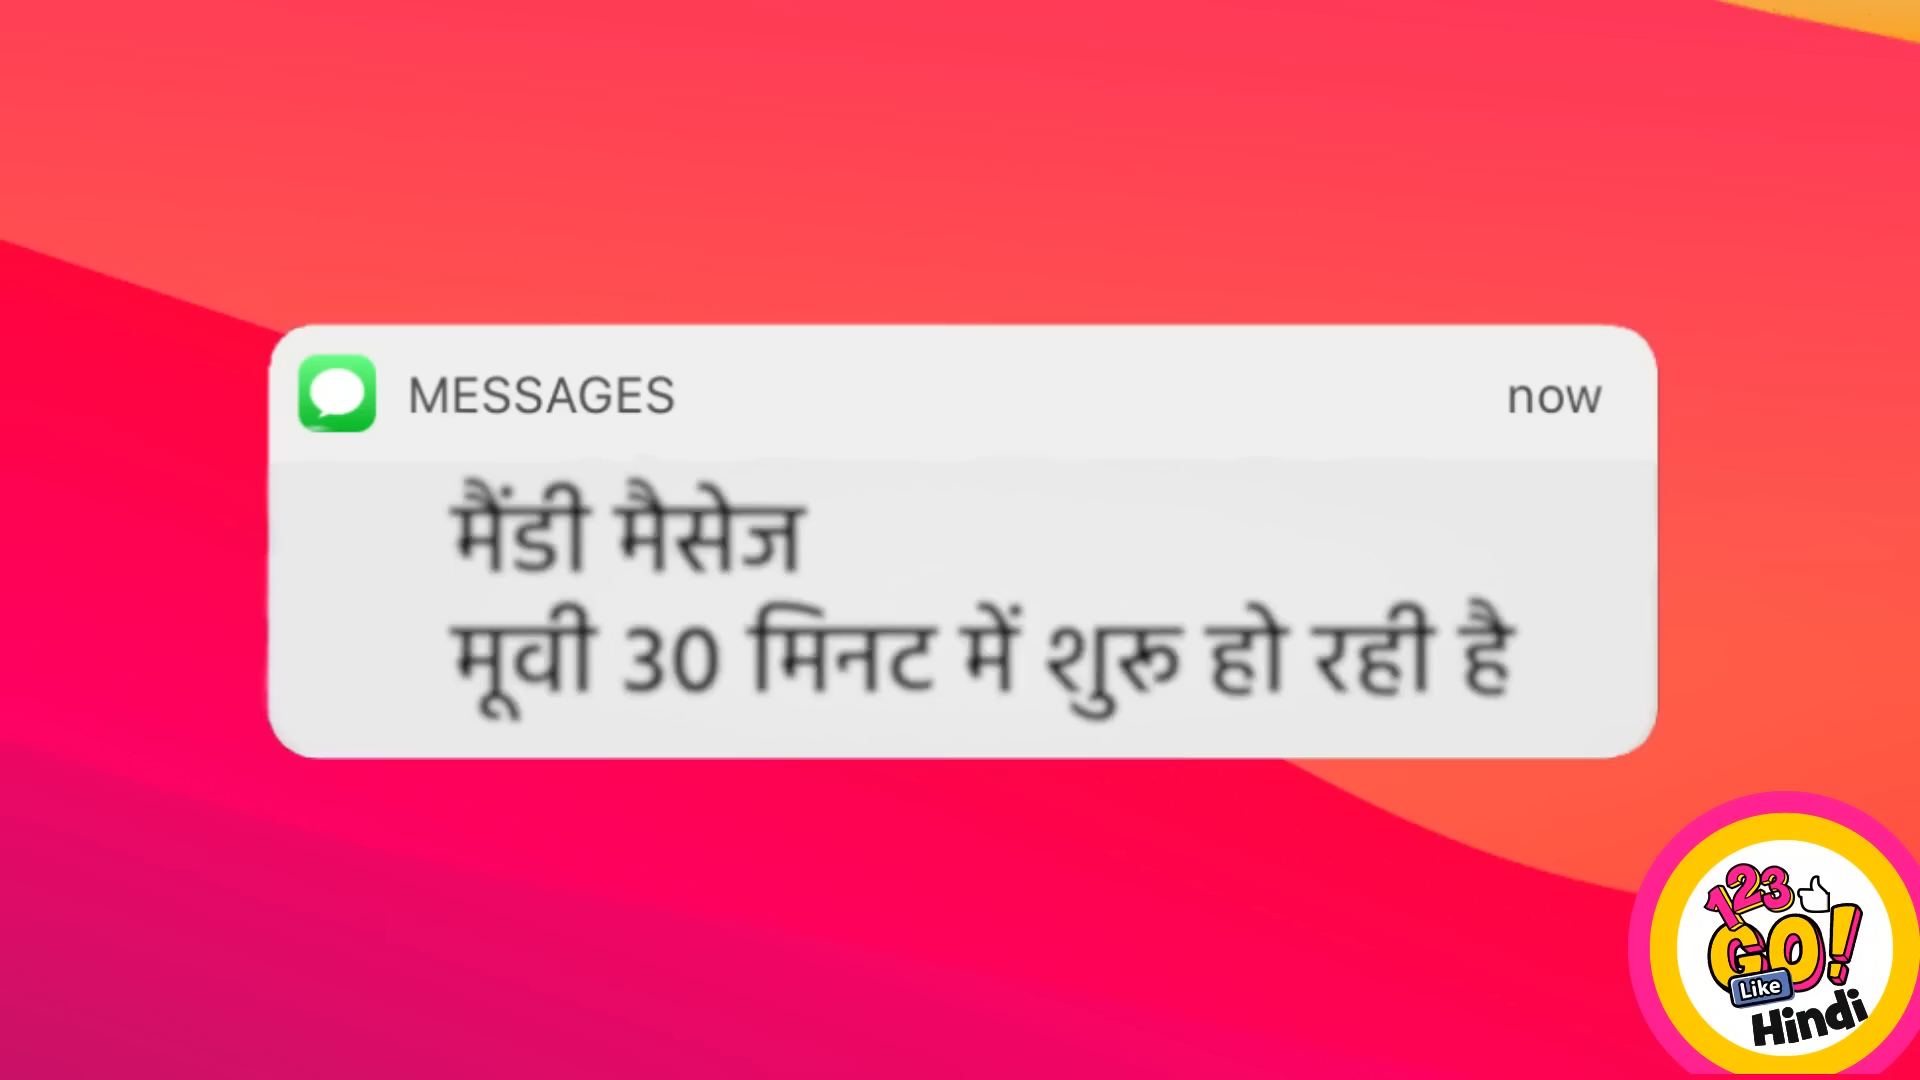 MESSAGES now
मैंडी मैसेज
मूवी 30 मिनट में शुरू हो रही है
123
GO!
Like
Hindi